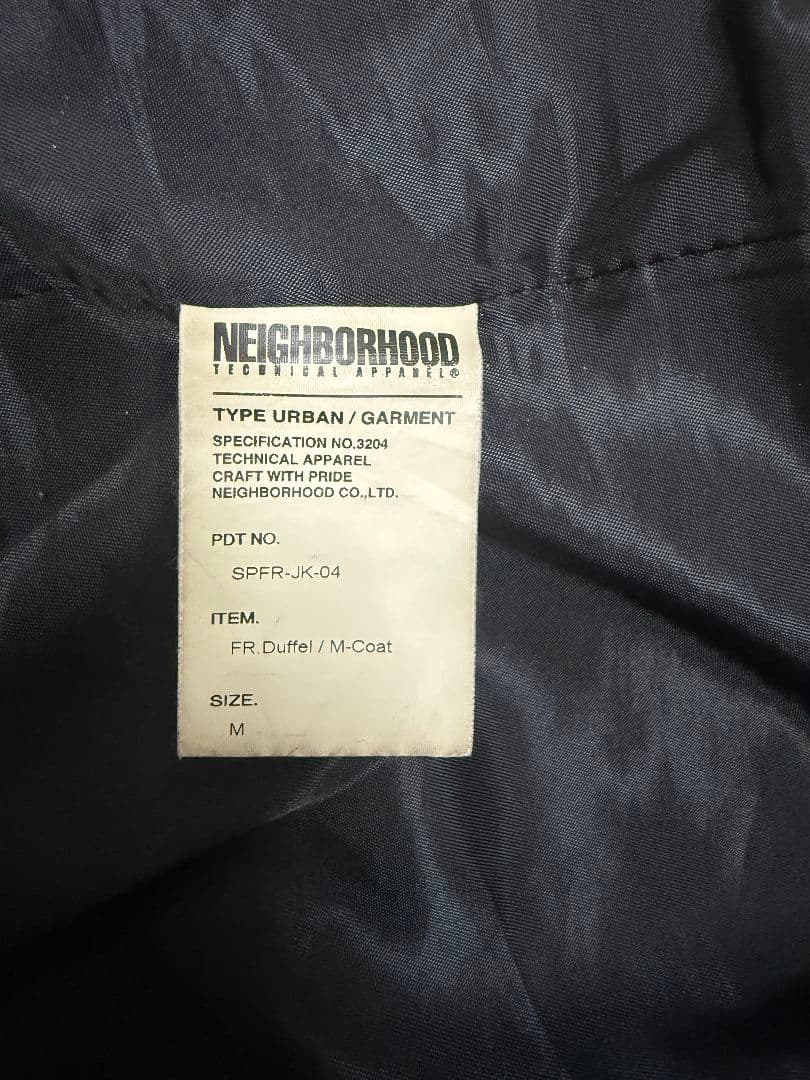 NEIGHBORHOOD
TECHNICAL APPAREL®
TYPE URBAN / GARMENT
SPECIFICATION NO.3204
TECHNICAL APPAREL
CRAFT WITH PRIDE
NEIGHBORHOOD CO.,LTD.
PDT NO.
SPFR-JK-04
ITEM.
FR.Duffel / M-Coat
SIZE.
M